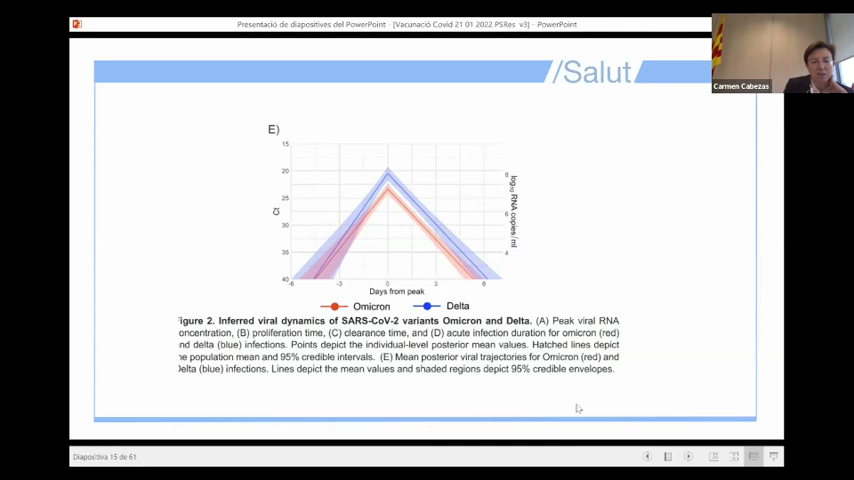 Presentació de diapositives del PowerPoint - [Vacunació Covid 21 01 2022 PSRes v3] - PowerPoint
/Salut
Carmen Cabezas
E)
15
20
25
30
35
40
Ct
8
6
4
log10 RNA copies/ml
-6 -3 0 3 6
Days from peak
Omicron Delta
igure 2. Inferred viral dynamics of SARS-CoV-2 variants Omicron and Delta. (A) Peak viral RNA
oncentration, (B) proliferation time, (C) clearance time, and (D) acute infection duration for omicron (red)
nd delta (blue) infections. Points depict the individual-level posterior mean values. Hatched lines depict
e population mean and 95% credible intervals. (E) Mean posterior viral trajectories for Omicron (red) and
elta (blue) infections. Lines depict the mean values and shaded regions depict 95% credible envelopes.
Diapositiva 15 de 61